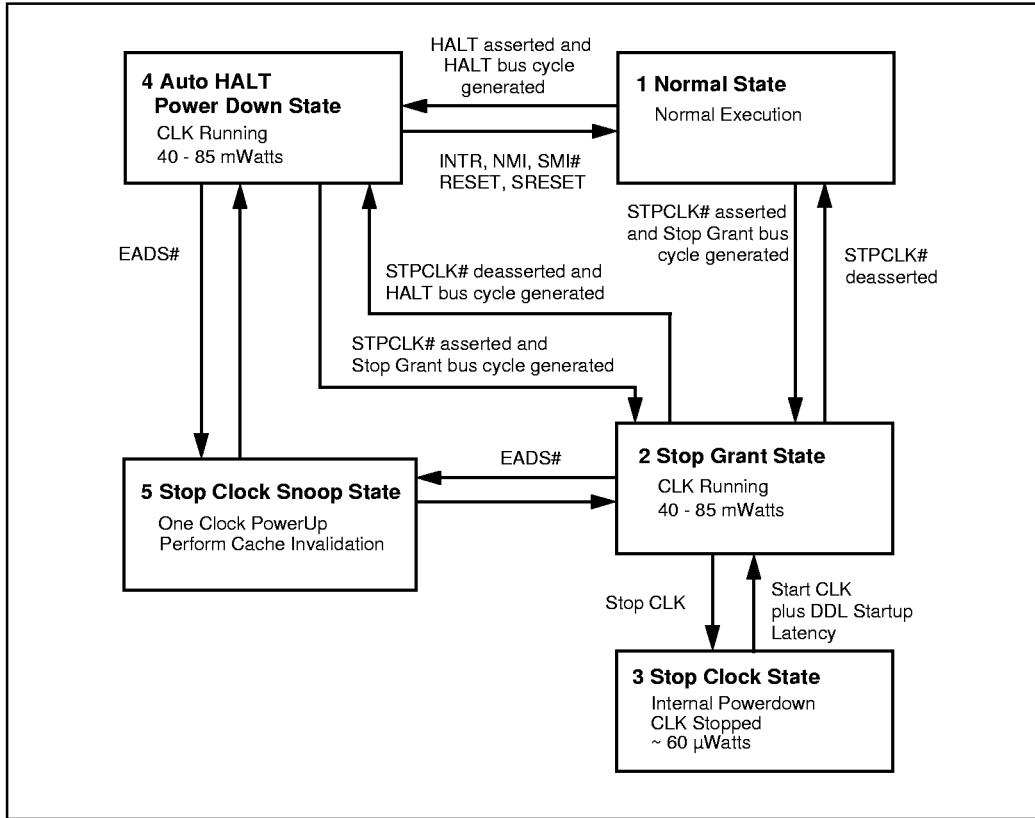 HALT asserted and
HALT bus cycle
generated
4 Auto HALT
Power Down State
CLK Running
40 - 85 mWatts
1 Normal State
Normal Execution
INTR, NMI, SMI#
RESET, SRESET
EADS#
STPCLK# asserted
and Stop Grant bus
cycle generated
STPCLK#
deasserted
STPCLK# deasserted and
HALT bus cycle generated
STPCLK# asserted and
Stop Grant bus cycle generated
5 Stop Clock Snoop State
One Clock PowerUp
Perform Cache Invalidation
EADS#
2 Stop Grant State
CLK Running
40 - 85 mWatts
Stop CLK
Start CLK
plus DDL Startup
Latency
3 Stop Clock State
Internal Powerdown
CLK Stopped
~ 60 µWatts